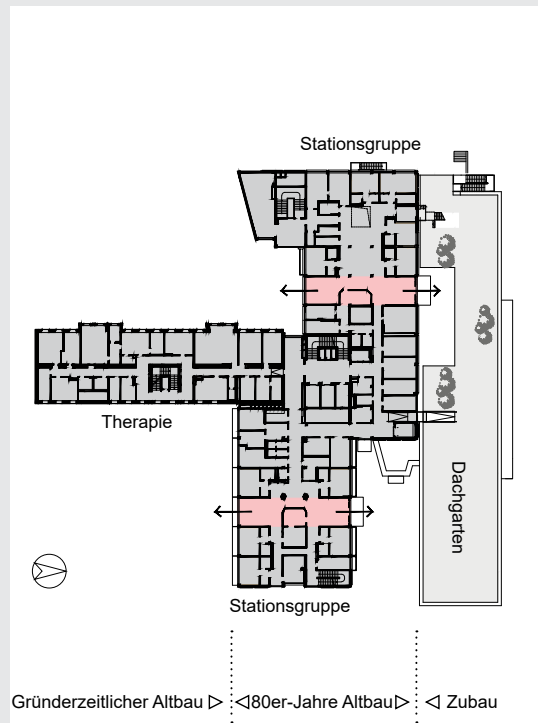 Stationsgruppe
Therapie
Dachgarten
Stationsgruppe
Gründerzeitlicher Altbau ▷ ◁80er-Jahre Altbau▷ ◁ Zubau